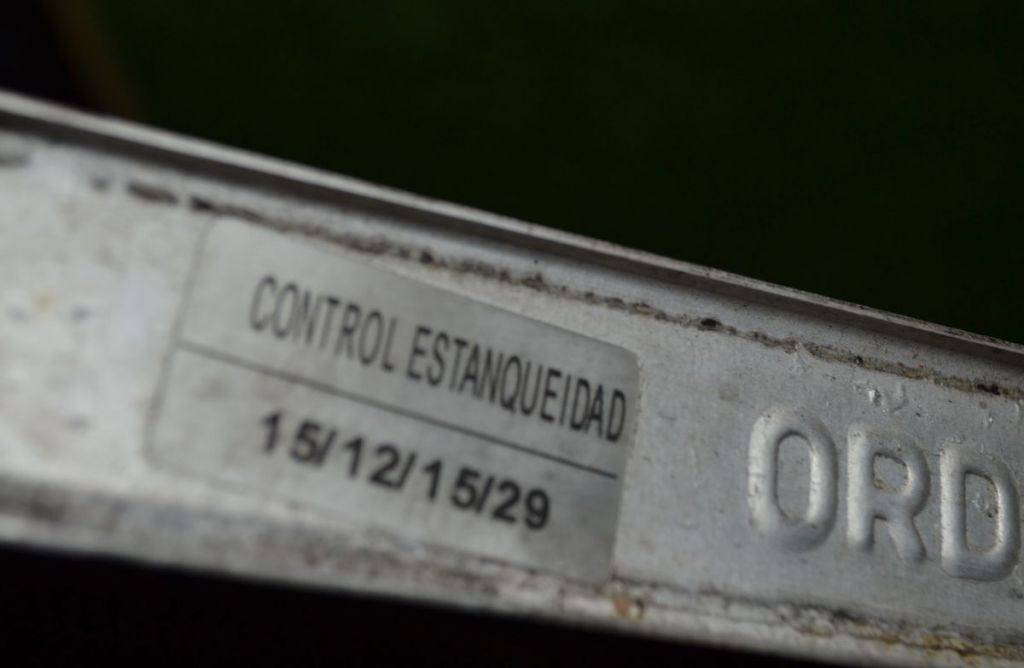 CONTROL ESTANQUEIDAD
15/12/15/29
ORD